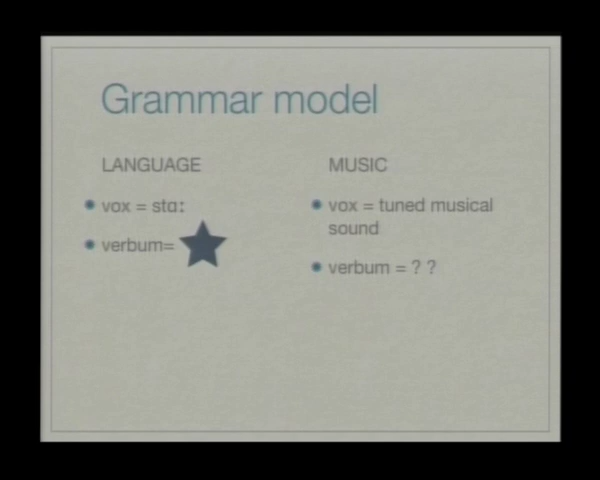 Grammar model
LANGUAGE
vox = stɑː
verbum=
MUSIC
vox = tuned musical
sound
verbum = ? ?